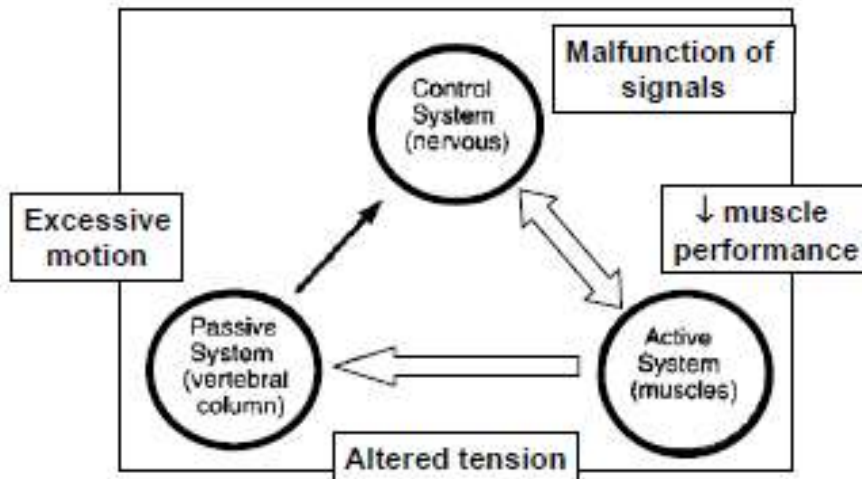 Control
System
(nervous)
Malfunction of
signals
Excessive
motion
↓ muscle
performance
Passive
System
(vertebral
column)
Active
System
(muscles)
Altered tension